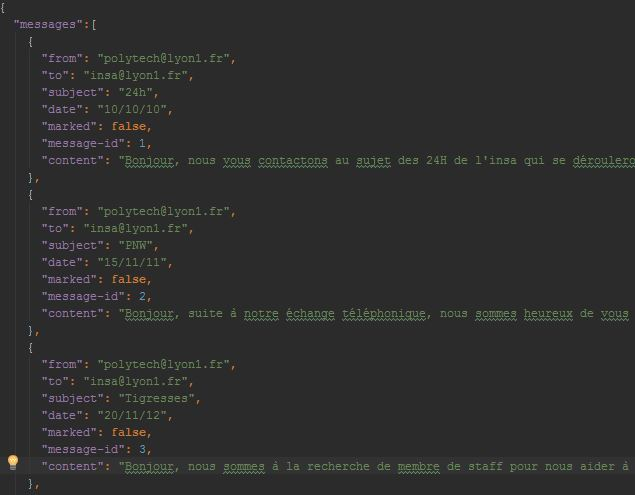 {
"messages":[
{
"from": "polytech@lyon1.fr",
"to": "insa@lyon1.fr",
"subject": "24h",
"date": "10/10/10",
"marked": false,
"message-id": 1,
"content": "Bonjour, nous vous contactons au sujet des 24H de l'insa qui se déroulero
},
{
"from": "polytech@lyon1.fr",
"to": "insa@lyon1.fr",
"subject": "PNW",
"date": "15/11/11",
"marked": false,
"message-id": 2,
"content": "Bonjour, suite à notre échange téléphonique, nous sommes heureux de vous
},
{
"from": "polytech@lyon1.fr",
"to": "insa@lyon1.fr",
"subject": "Tigresses",
"date": "20/11/12",
"marked": false,
"message-id": 3,
"content": "Bonjour, nous sommes à la recherche de membre de staff pour nous aider à
},